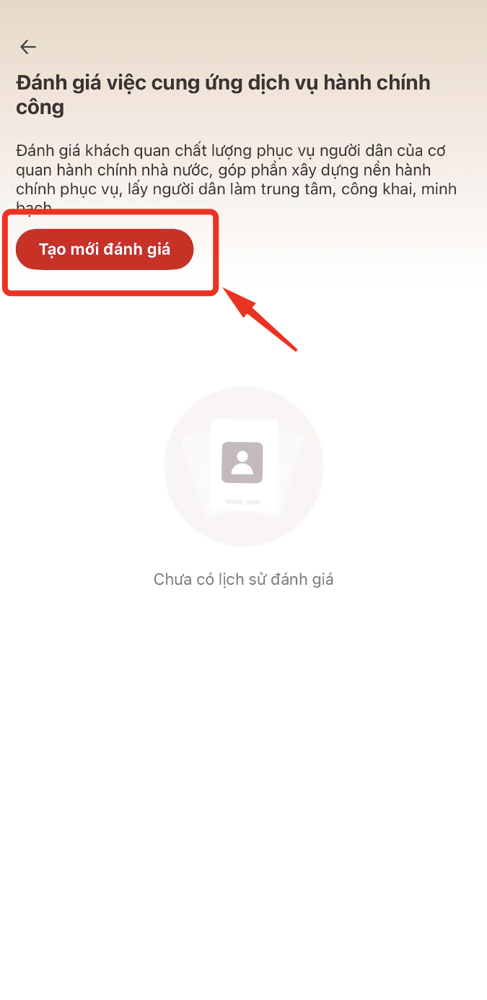 Đánh giá việc cung ứng dịch vụ hành chính
công
Đánh giá khách quan chất lượng phục vụ người dân của cơ
quan hành chính nhà nước, góp phần xây dựng nền hành
chính phục vụ, lấy người dân làm trung tâm, công khai, minh
bạch
Tạo mới đánh giá
Chưa có lịch sử đánh giá